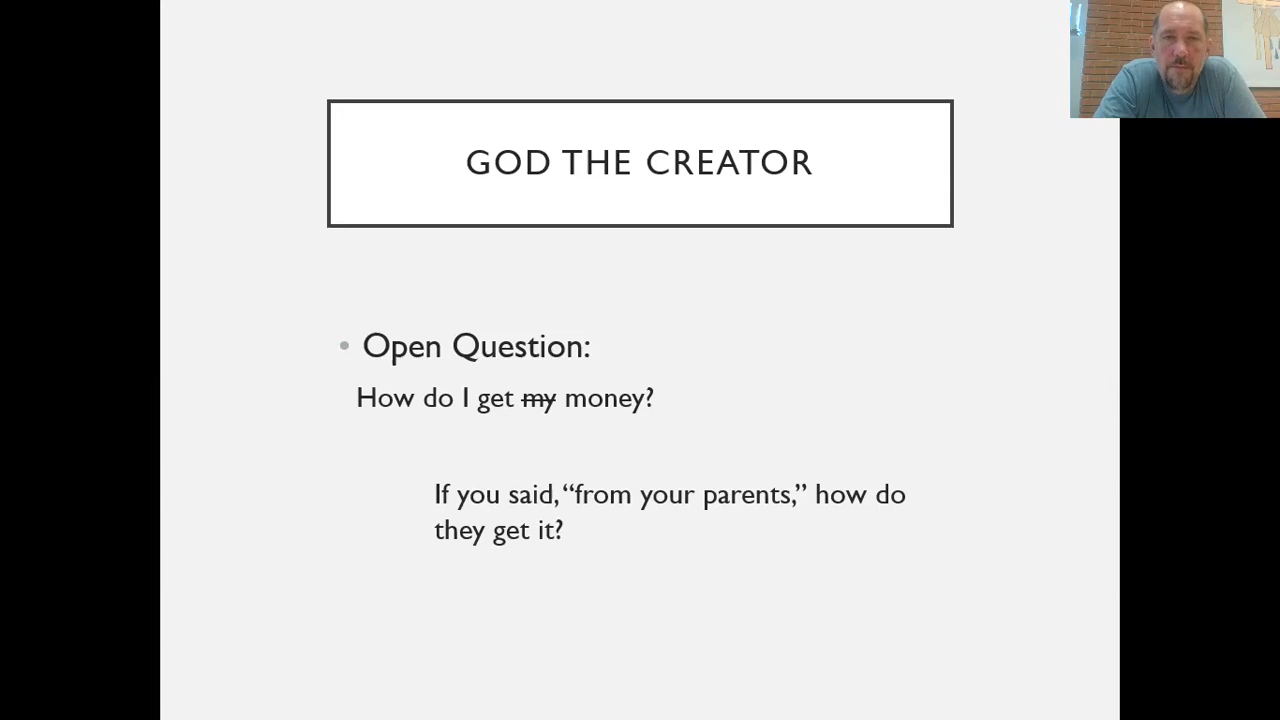 GOD THE CREATOR
• Open Question:
How do I get my money?
If you said, “from your parents,” how do
they get it?